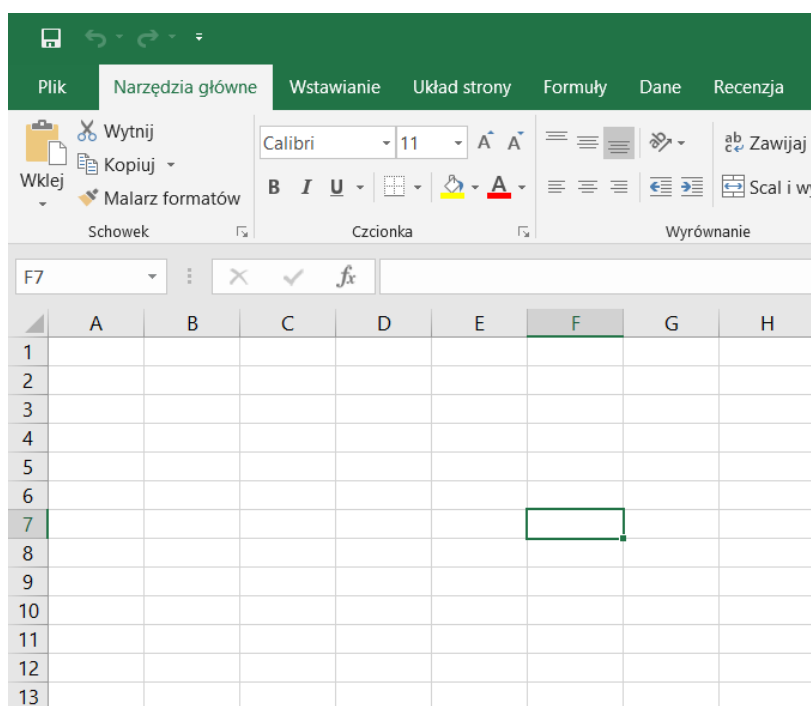 Plik Narzędzia główne Wstawianie Układ strony Formuły Dane Recenzja
Wklej
Wytnij
Kopiuj
Malarz formatów
Schowek
Calibri 11 A A
B I U A
Czcionka
ab c Zawijaj
Scal i wy
Wyrównanie
F7 fx
A B C D E F G H
1
2
3
4
5
6
7
8
9
10
11
12
13